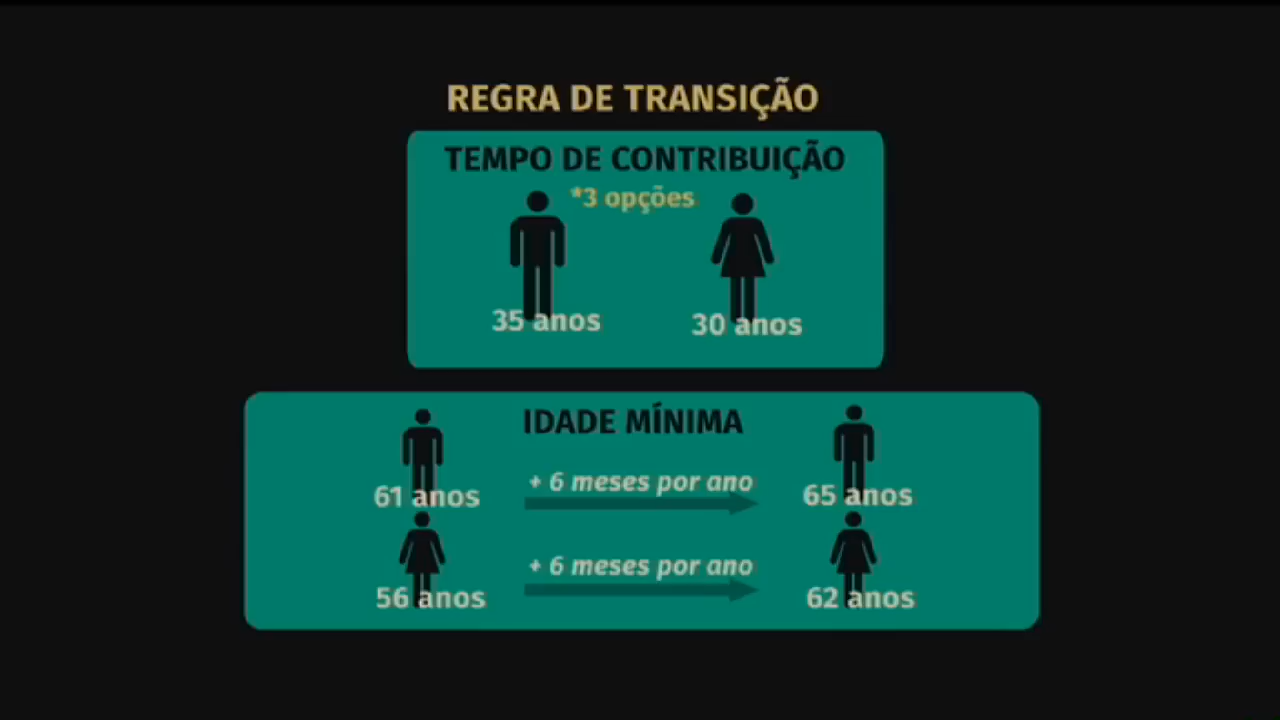 REGRA DE TRANSIÇÃO
TEMPO DE CONTRIBUIÇÃO
*3 opções
35 anos
30 anos
IDADE MÍNIMA
+ 6 meses por ano
61 anos
65 anos
+ 6 meses por ano
56 anos
62 anos